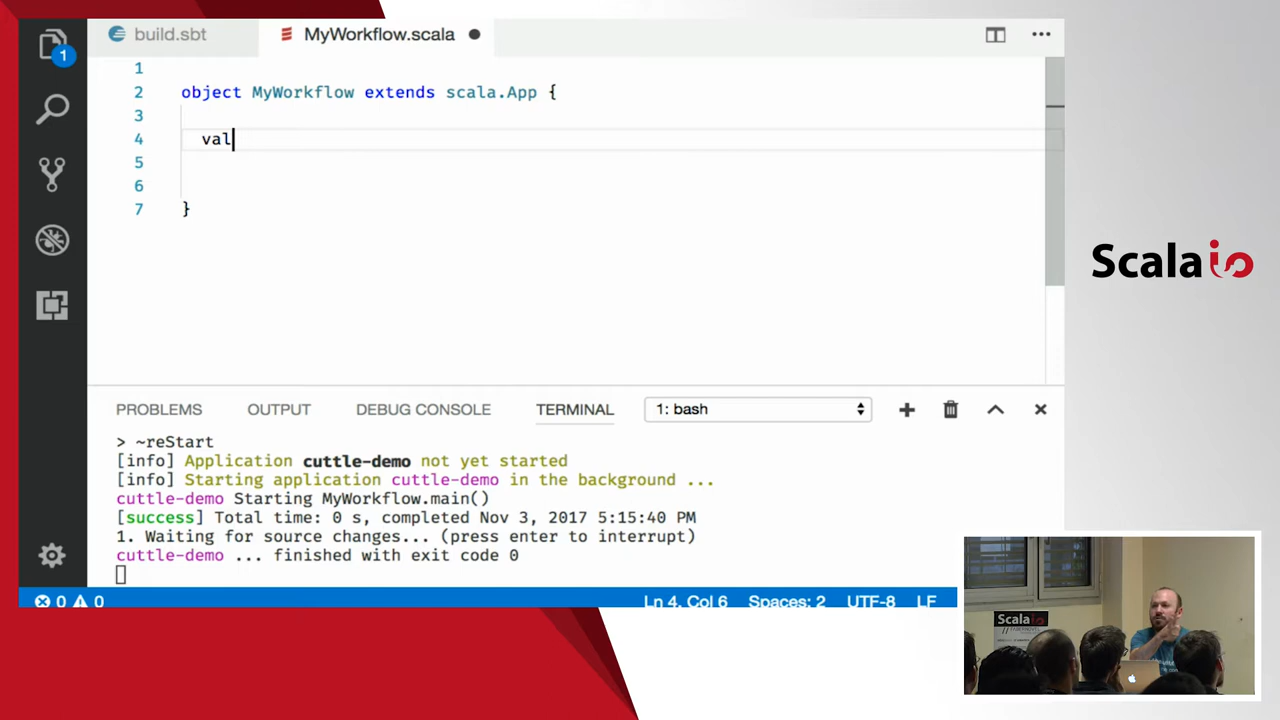 build.sbt
MyWorkflow.scala
1
1
2 object MyWorkflow extends scala.App {
3
4 val
5
6
7 }
Scalaio
PROBLEMS OUTPUT DEBUG CONSOLE TERMINAL 1: bash
> ~reStart
[info] Application cuttle-demo not yet started
[info] Starting application cuttle-demo in the background ...
cuttle-demo Starting MyWorkflow.main()
[success] Total time: 0 s, completed Nov 3, 2017 5:15:40 PM
1. Waiting for source changes... (press enter to interrupt)
cuttle-demo ... finished with exit code 0
0 0 Ln 4, Col 6 Spaces: 2 UTF-8 LF
Scalaio